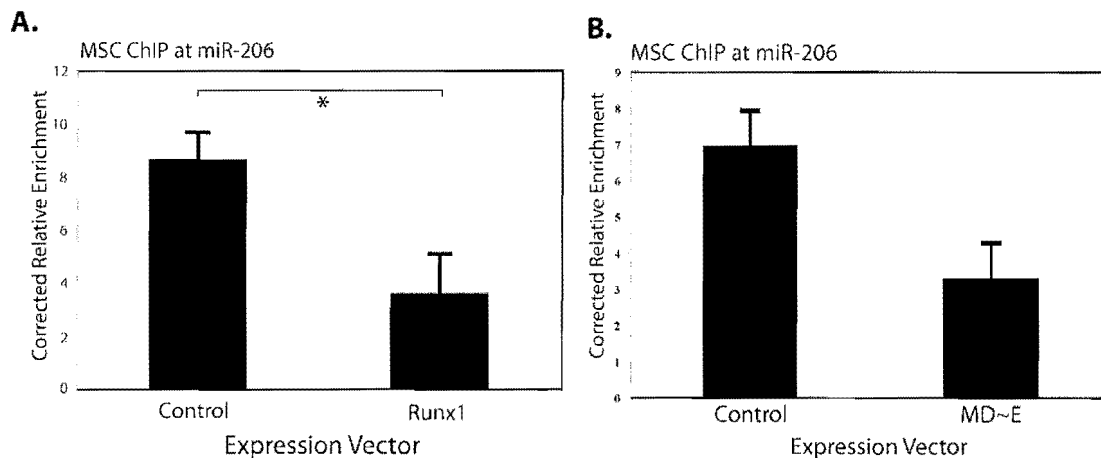 A.
MSC ChIP at miR-206
Corrected Relative Enrichment
12
10
8
6
4
2
0
*
Control
Runx1
Expression Vector
B.
MSC ChIP at miR-206
Corrected Relative Enrichment
9
8
7
6
5
4
3
2
1
0
Control
MD~E
Expression Vector